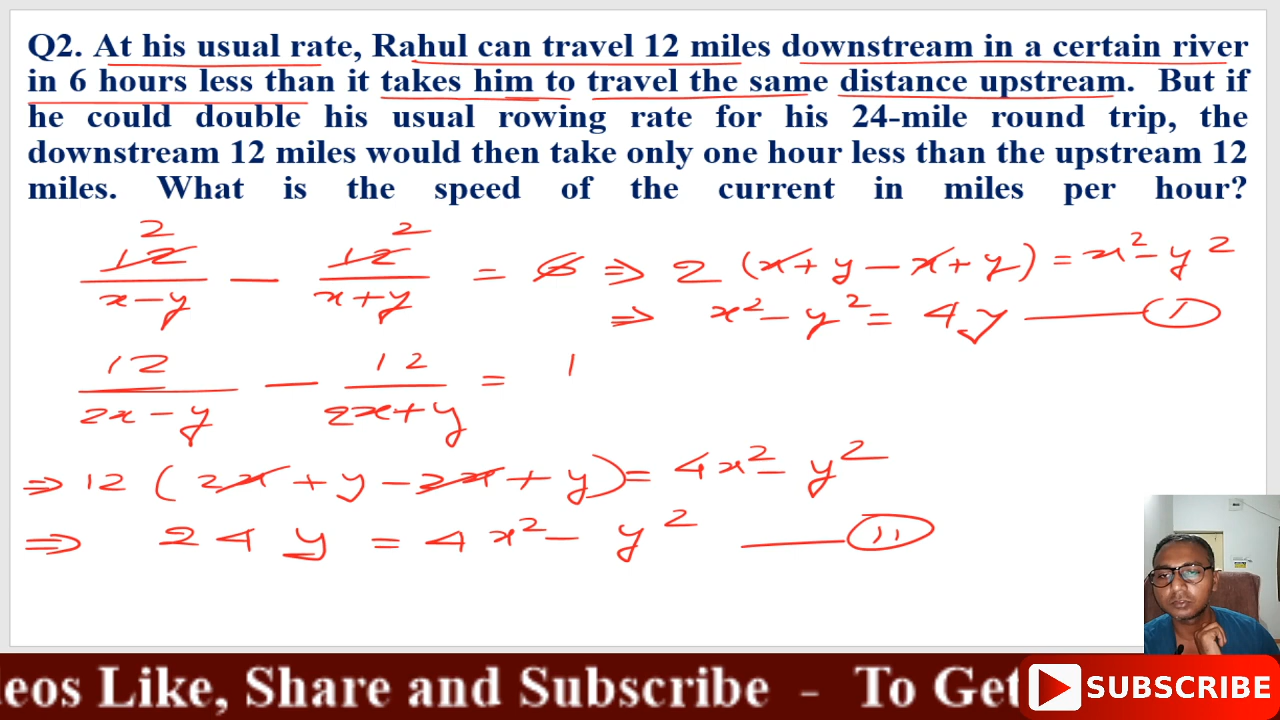 Q2. At his usual rate, Rahul can travel 12 miles downstream in a certain river
in 6 hours less than it takes him to travel the same distance upstream. But if
he could double his usual rowing rate for his 24-mile round trip, the
downstream 12 miles would then take only one hour less than the upstream 12
miles. What is the speed of the current in miles per hour?
2 2
12/(x-y) — 12/(x+y) = 6 ⇒ 2 (x+y-x+y) = x²-y²
⇒ x²-y² = 4y — I
12/(2x-y) — 12/(2x+y) = 1
⇒ 12 (2x+y-2x+y) = 4x²-y²
⇒ 24y = 4x²-y² — II
eos Like, Share and Subscribe - To Get
SUBSCRIBE